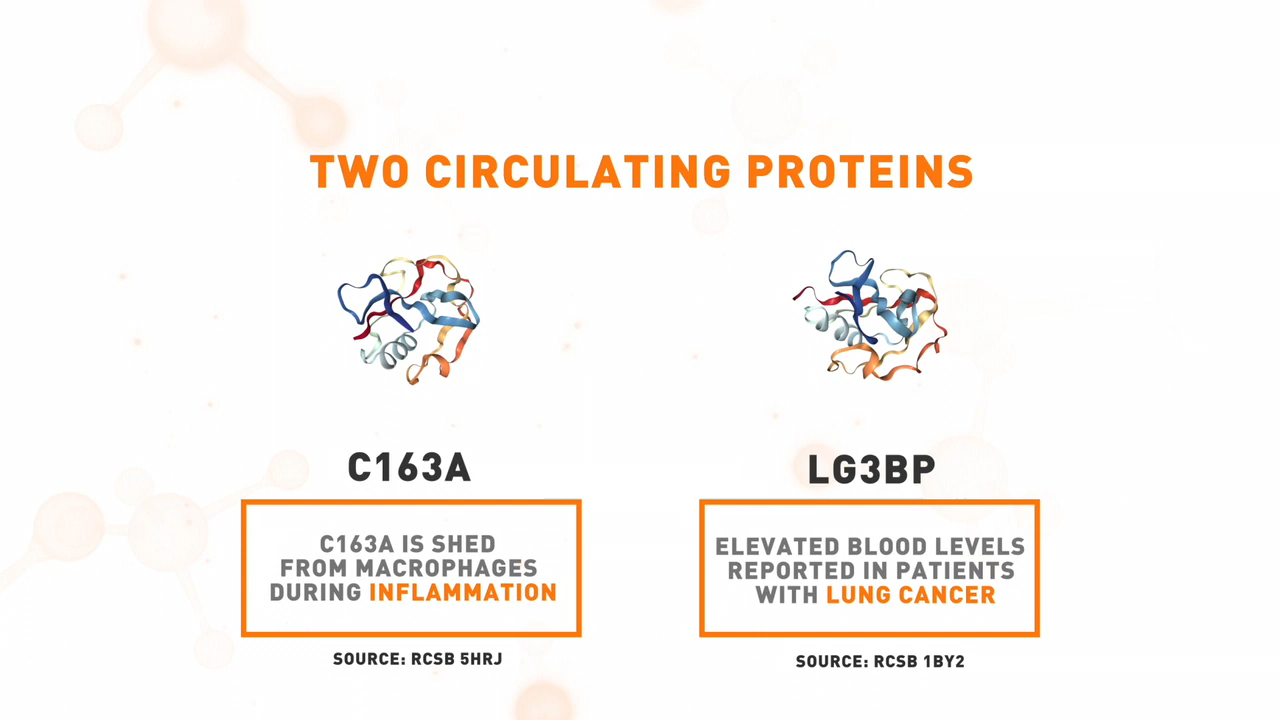 TWO CIRCULATING PROTEINS
C163A
C163A IS SHED
FROM MACROPHAGES
DURING INFLAMMATION
SOURCE: RCSB 5HRJ
LG3BP
ELEVATED BLOOD LEVELS
REPORTED IN PATIENTS
WITH LUNG CANCER
SOURCE: RCSB 1BY2